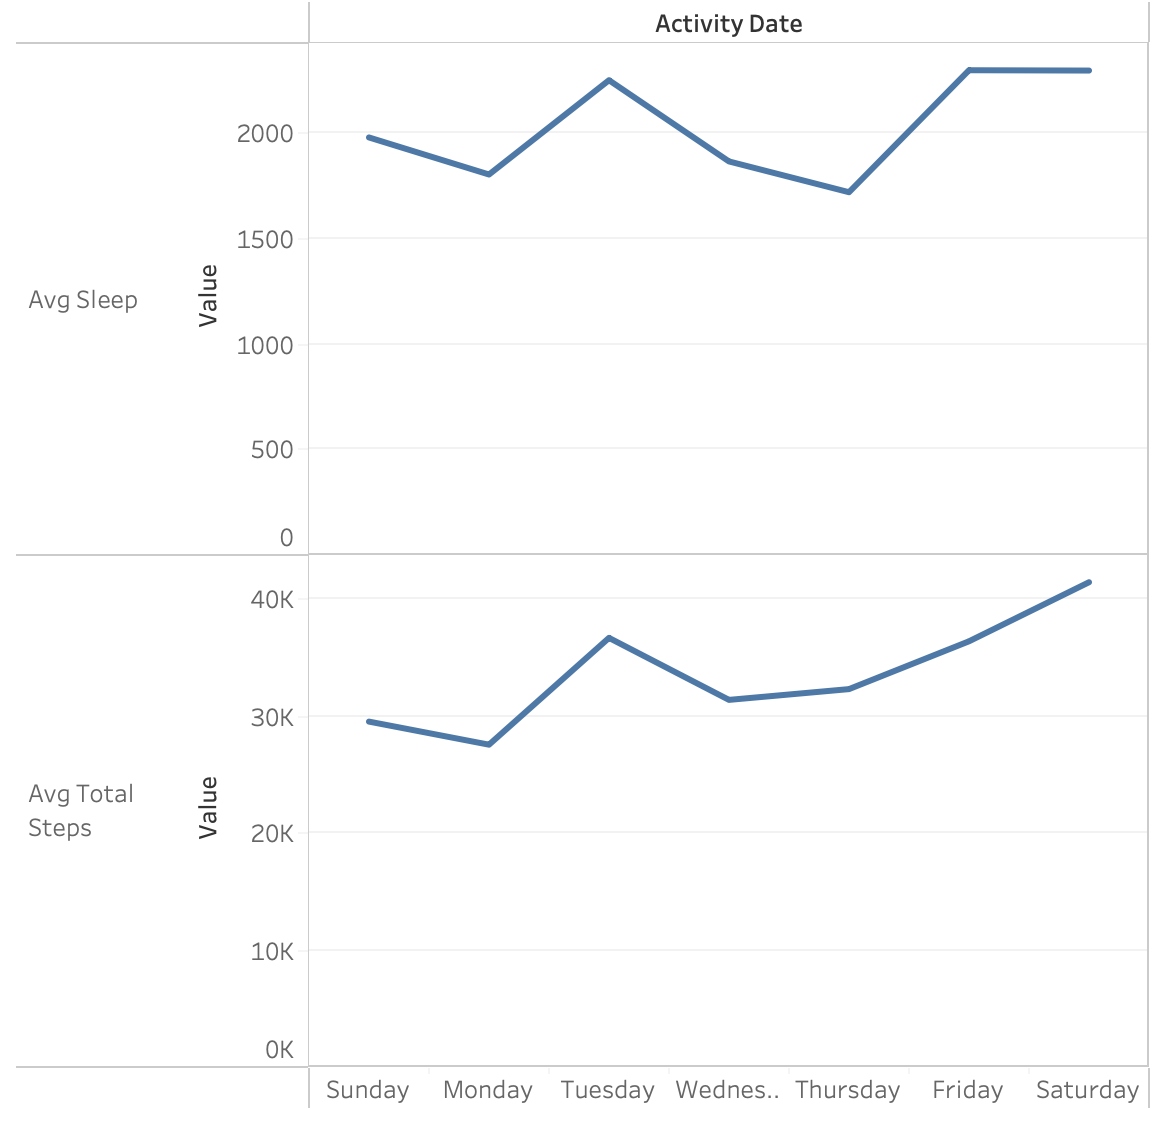 Activity Date
Avg Sleep
Value
2000
1500
1000
500
0
Avg Total
Steps
Value
40K
30K
20K
10K
0K
Sunday Monday Tuesday Wednes.. Thursday Friday Saturday